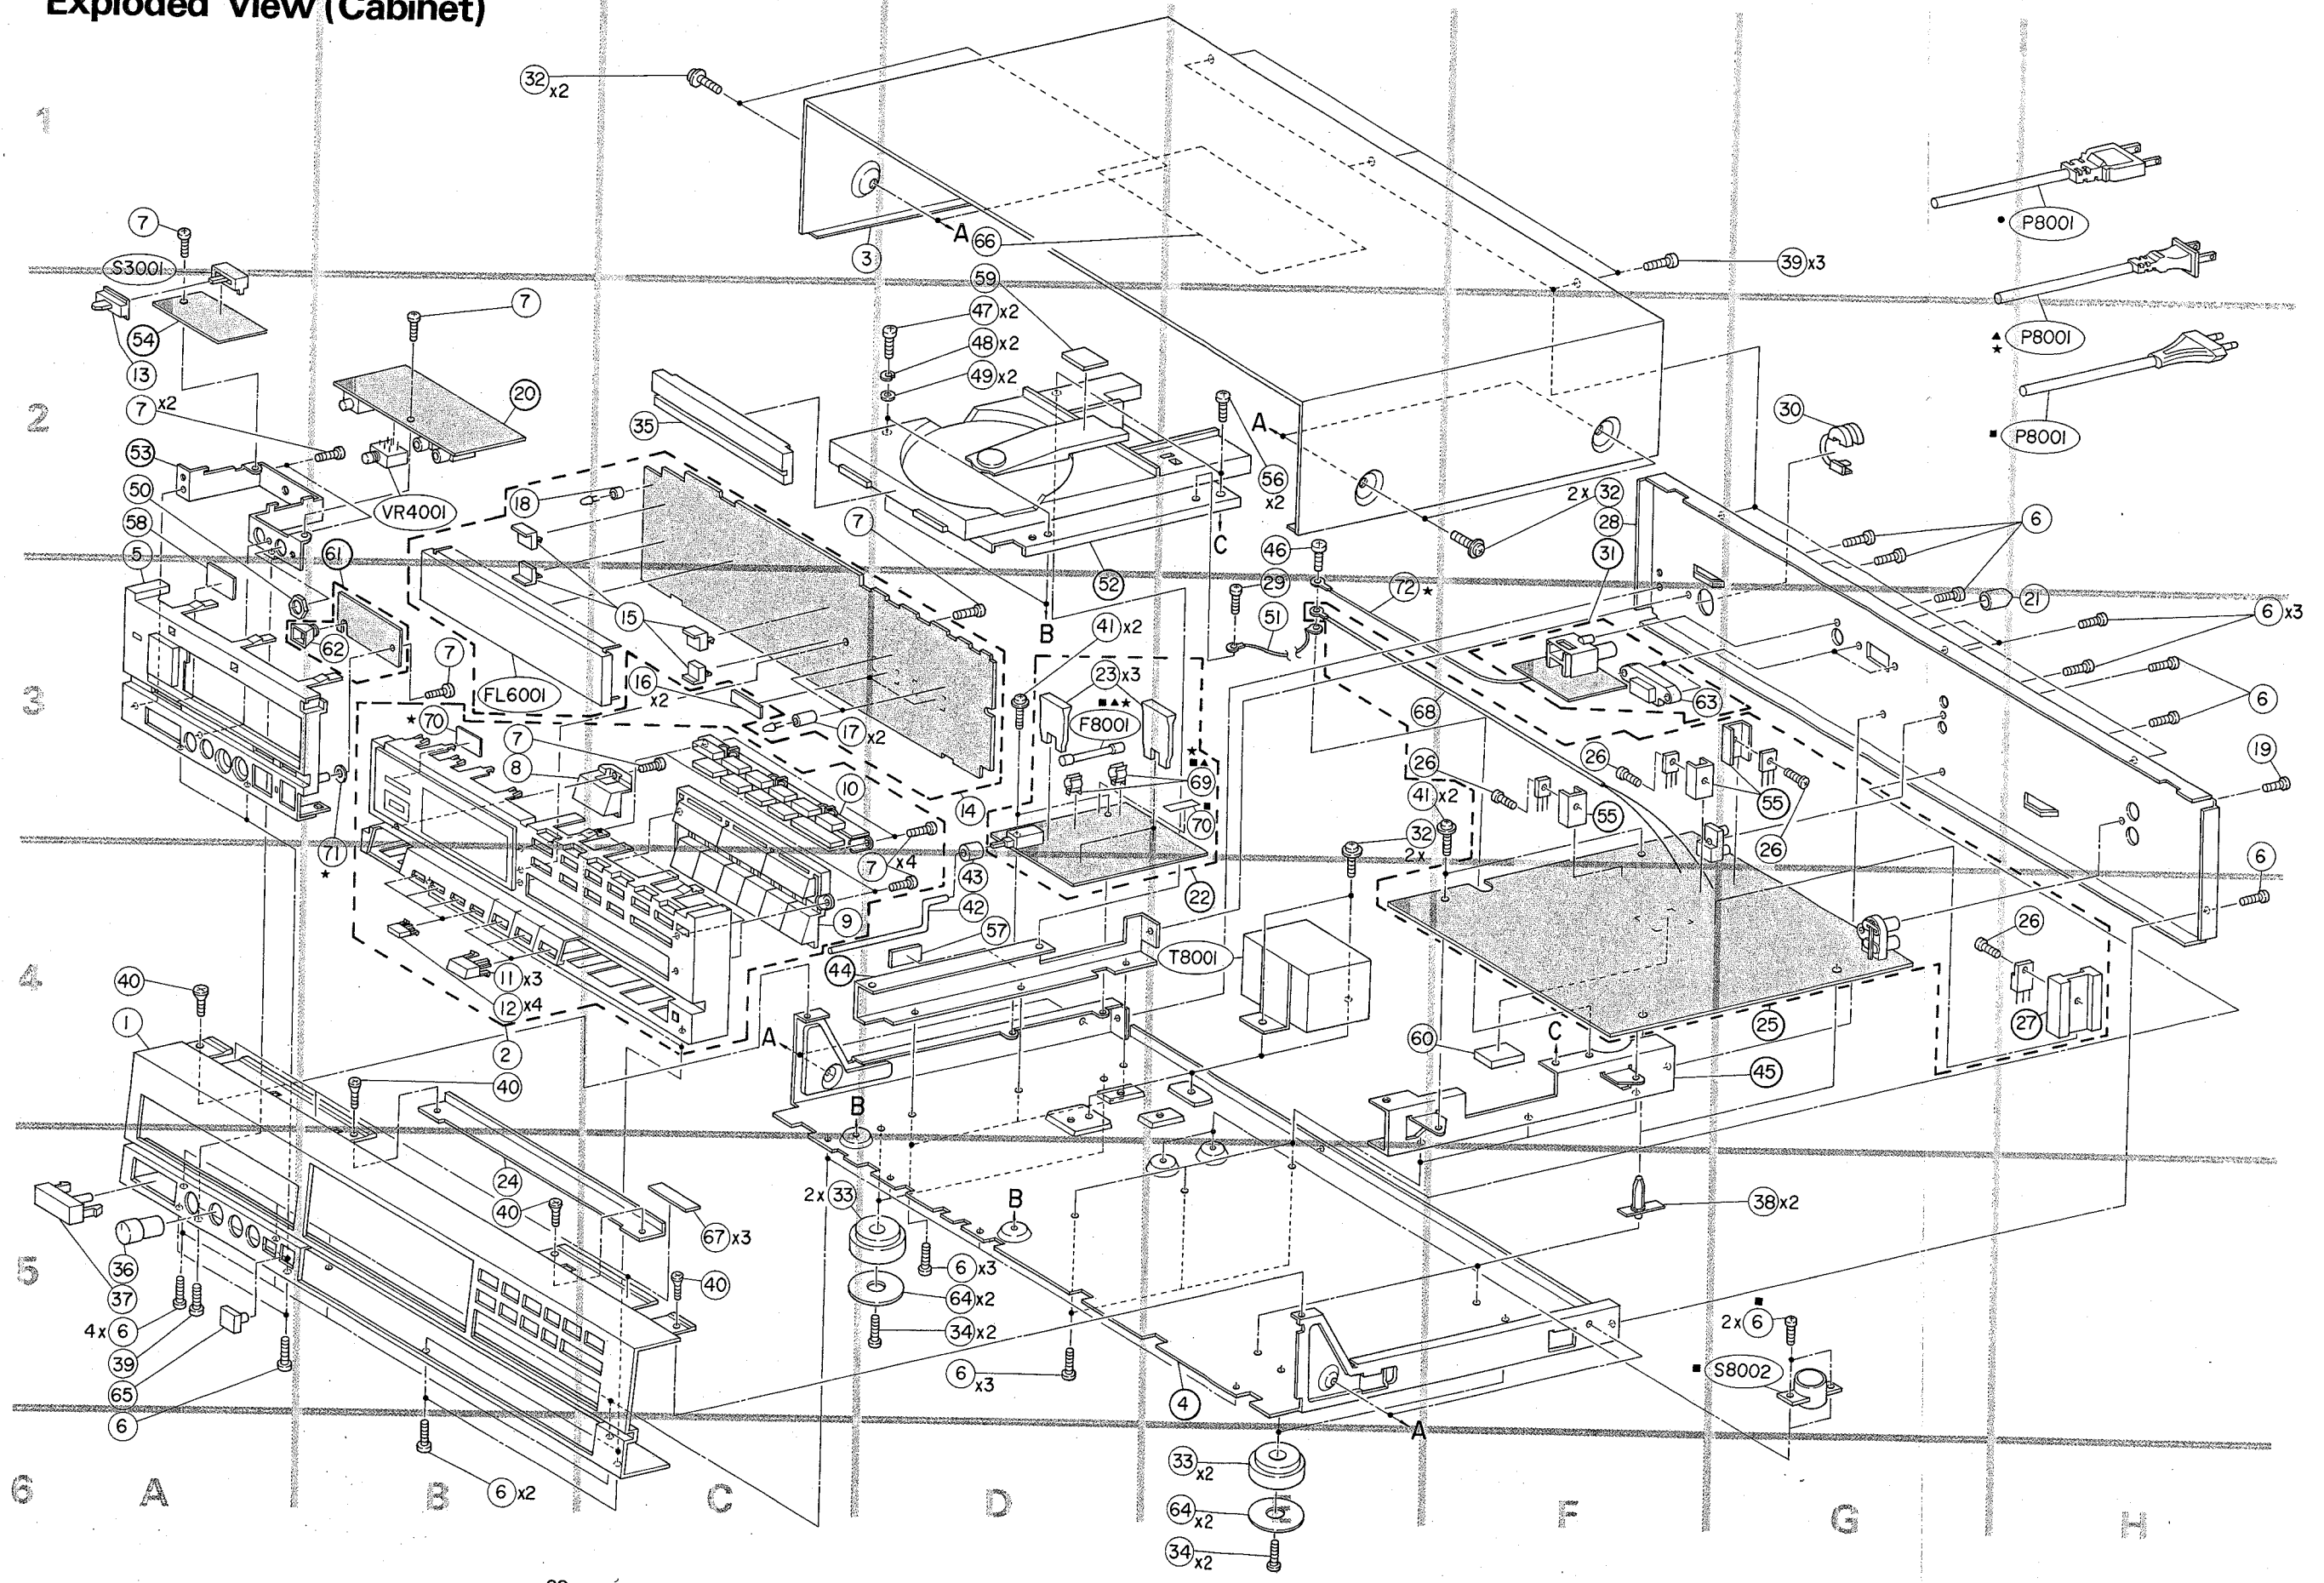 Exploded View (Cabinet)
1
32 x2
A
66
3
P8001
7
S3001
39 x3
59
7
47 x2
P8001
54
48 x2
13
49 x2
P8001
7 x2
20
2
35
A
30
53
56 x2
50
18
VR4001
2x 32
58
7
28
6
5
61
C
46
31
52
29
72 ★
21
15
B
51
6 x3
62
41 x2
7
16 x2
23 x3
FL6001
63
6
3
★ 70
■▲★
F8001
68
7
17 x2
8
★ ■▲
69
26
26
19
10
14
41 x2
55
55
70 ■
32 2x
26
71 ★
7 x4
43
6
22
42
9
26
57
T8001
4
40
44
11 x3
12 x4
1
25
27
2
A
C
60
40
45
B
24
2x 33
B
38 x2
40
67 x3
36
5
37
6 x3
40
64 x2
4x 6
34 x2
2x 6 ■
39
6 x3
■ S8002
65
4
6
A
33 x2
6
6 x2
64 x2
34 x2
A
B
C
D
E
F
G
H